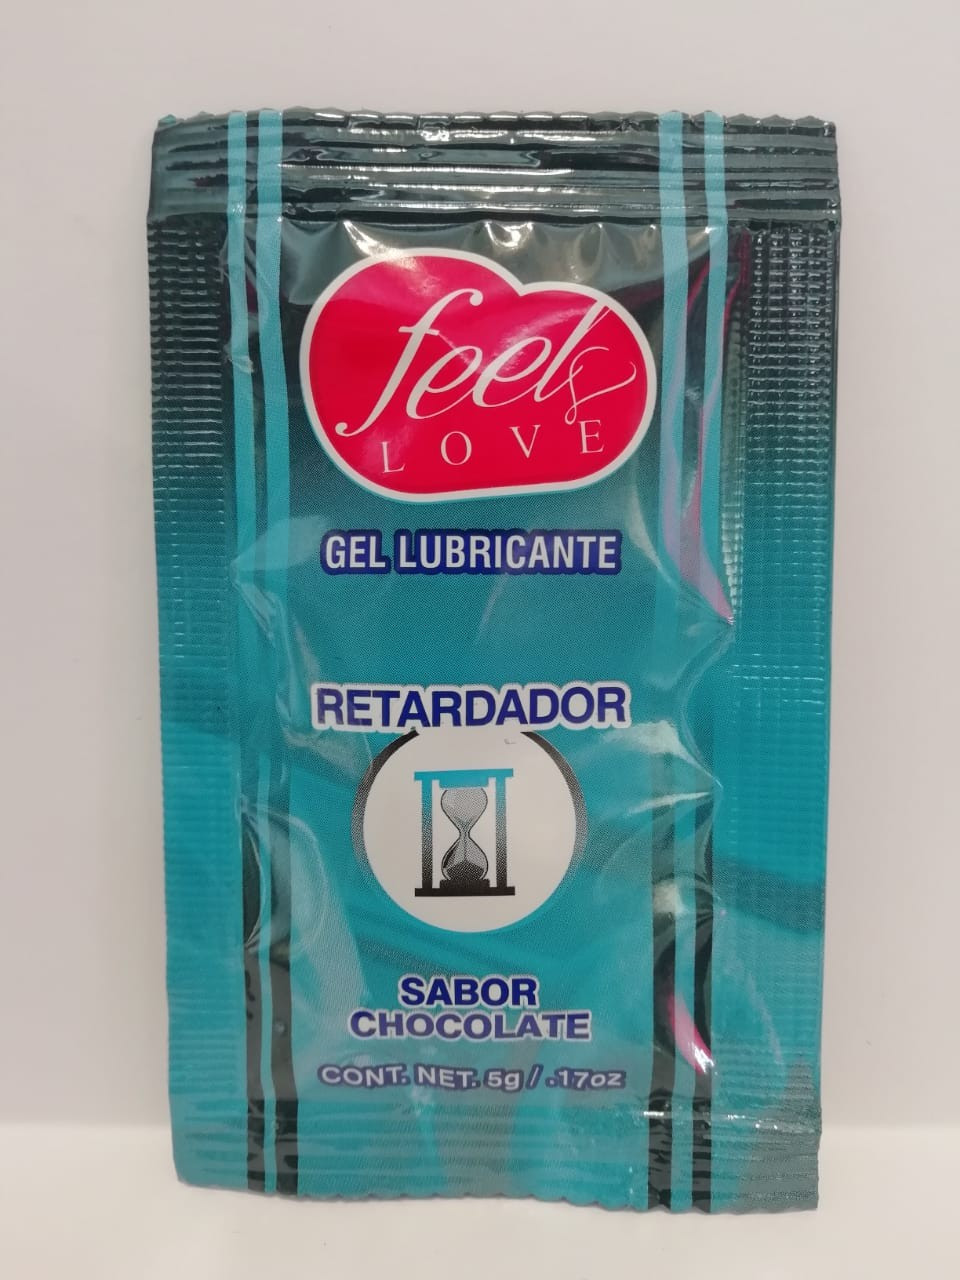 feel
LOVE
GEL LUBRICANTE
RETARDADOR
SABOR
CHOCOLATE
CONT. NET. 5g / .17oz